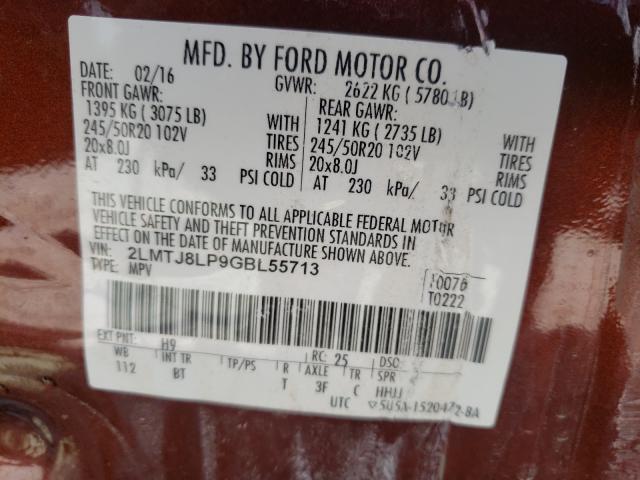 MFD. BY FORD MOTOR CO.
DATE: 02/16 GVWR: 2622 KG ( 5780 LB)
FRONT GAWR: REAR GAWR:
1395 KG ( 3075 LB) WITH 1241 KG ( 2735 LB) WITH
245/50R20 102V TIRES 245/50R20 102V TIRES
20x8.0J RIMS 20x8.0J RIMS
AT 230 kPa/ 33 PSI COLD AT 230 kPa/ 33 PSI COLD
THIS VEHICLE CONFORMS TO ALL APPLICABLE FEDERAL MOTOR
VEHICLE SAFETY AND THEFT PREVENTION STANDARDS IN
EFFECT ON THE DATE OF MANUFACTURE SHOWN ABOVE.
VIN: 2LMTJ8LP9GBL55713
TYPE: MPV
T0222
EXT PNT: H9 RC: 25 DSO:
WB INT TR TP/PS R AXLE TR SPR
112 BT T 3F C HHJJ
UTC